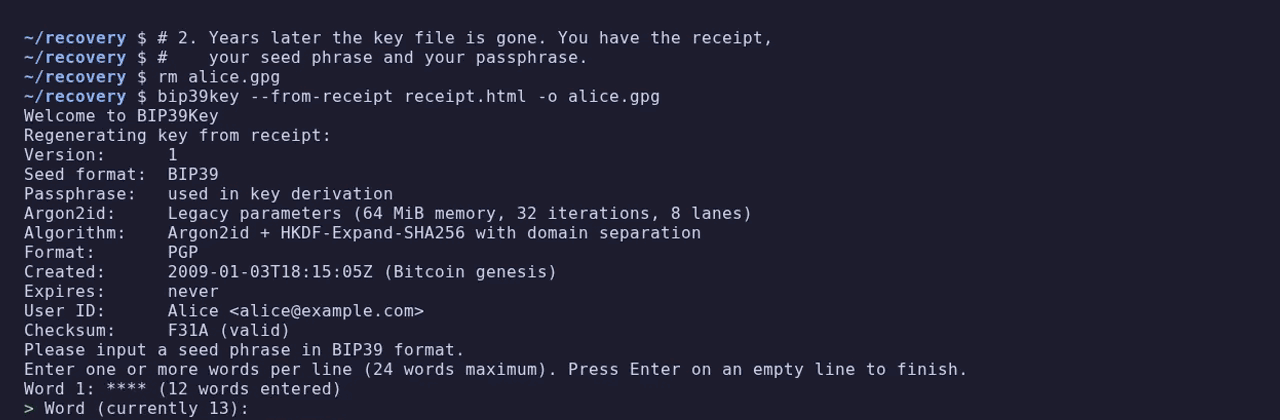 ~/recovery $ # 2. Years later the key file is gone. You have the receipt,
~/recovery $ #    your seed phrase and your passphrase.
~/recovery $ rm alice.gpg
~/recovery $ bip39key --from-receipt receipt.html -o alice.gpg
Welcome to BIP39Key
Regenerating key from receipt:
Version:      1
Seed format:  BIP39
Passphrase:   used in key derivation
Argon2id:     Legacy parameters (64 MiB memory, 32 iterations, 8 lanes)
Algorithm:    Argon2id + HKDF-Expand-SHA256 with domain separation
Format:       PGP
Created:      2009-01-03T18:15:05Z (Bitcoin genesis)
Expires:      never
User ID:      Alice <alice@example.com>
Checksum:     F31A (valid)
Please input a seed phrase in BIP39 format.
Enter one or more words per line (24 words maximum). Press Enter on an empty line to finish.
Word 1: **** (12 words entered)
> Word (currently 13):